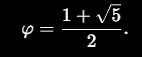 φ = (1 + √5) / 2.